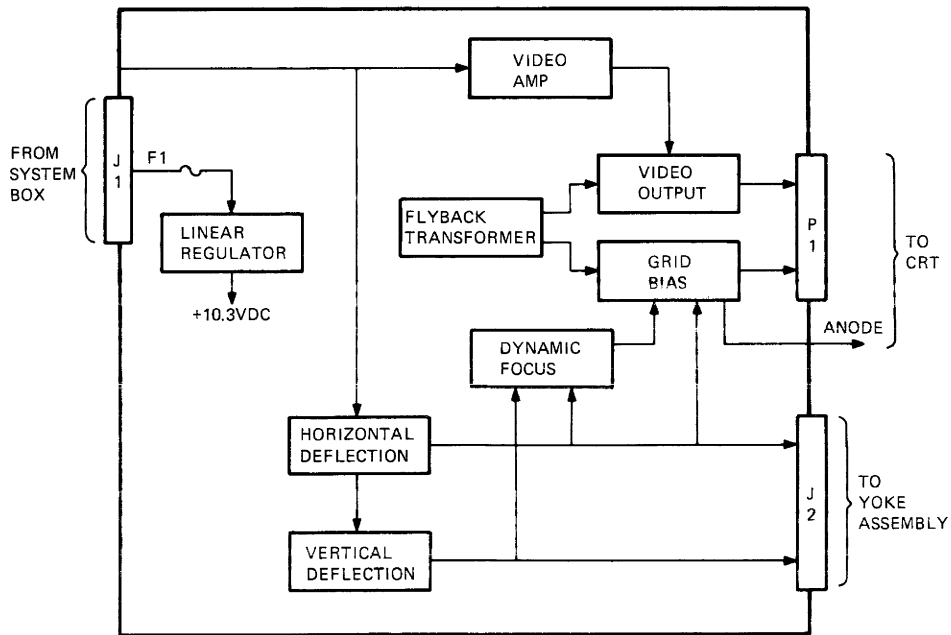 VIDEO
AMP
FROM
SYSTEM
BOX
J
1
F1
LINEAR
REGULATOR
+10.3VDC
FLYBACK
TRANSFORMER
VIDEO
OUTPUT
GRID
BIAS
P
1
TO
CRT
ANODE
DYNAMIC
FOCUS
HORIZONTAL
DEFLECTION
VERTICAL
DEFLECTION
J
2
TO
YOKE
ASSEMBLY